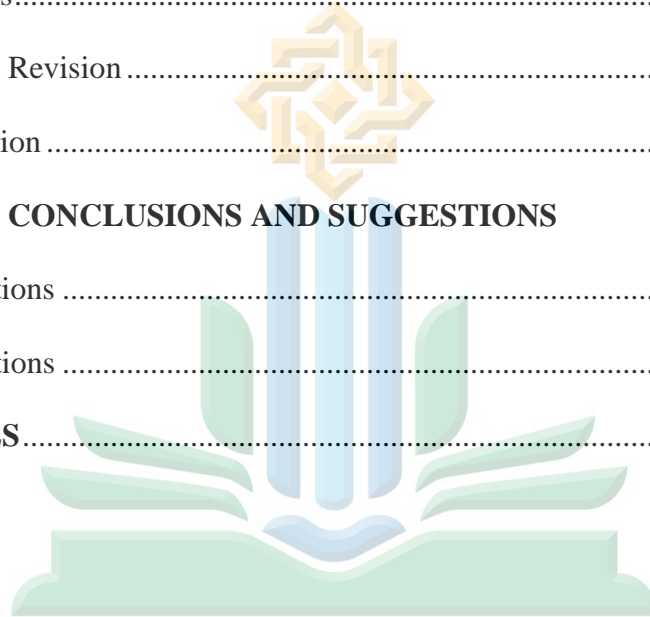 s..........................................................................
Revision..............................................................
ion ......................................................................
CONCLUSIONS AND SUGGESTIONS
tions ....................................................................
tions ....................................................................
S.........................................................................